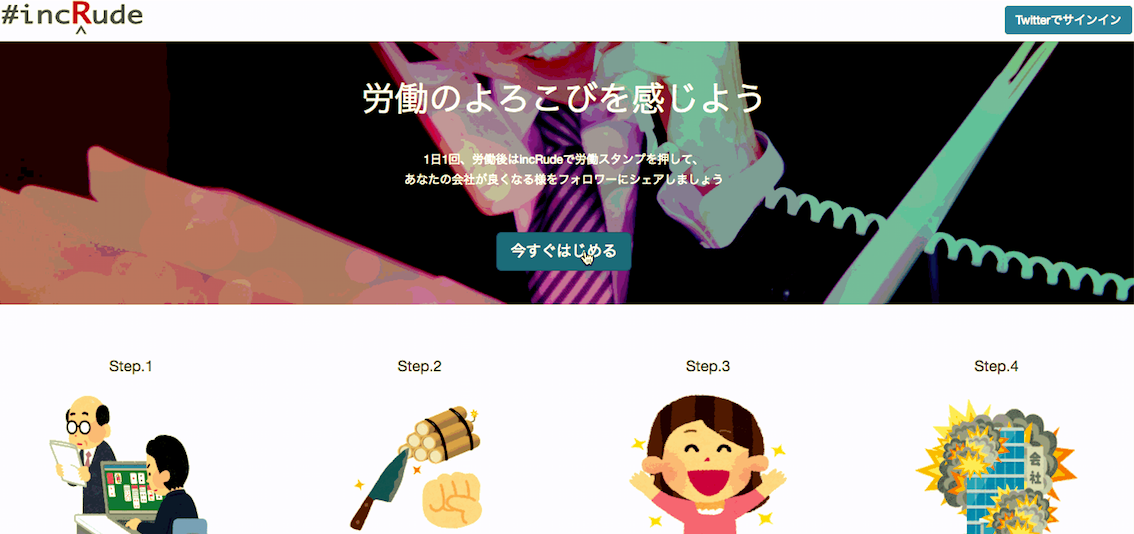 #incRude
^
Twitterでサインイン
労働のよろこびを感じよう
1日1回、労働後はincRudeで労働スタンプを押して、
あなたの会社が良くなる様をフォロワーにシェアしましょう
今すぐはじめる
Step.1
Step.2
Step.3
Step.4
会社